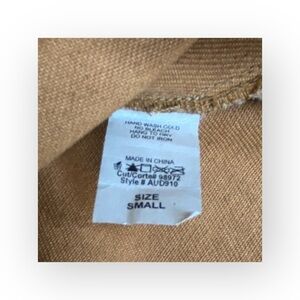 HAND WASH COLD
NO BLEACH
HANG TO DRY
DO NOT IRON
MADE IN CHINA
Cut/Corte# 98972
Style # AUD910
SIZE
SMALL